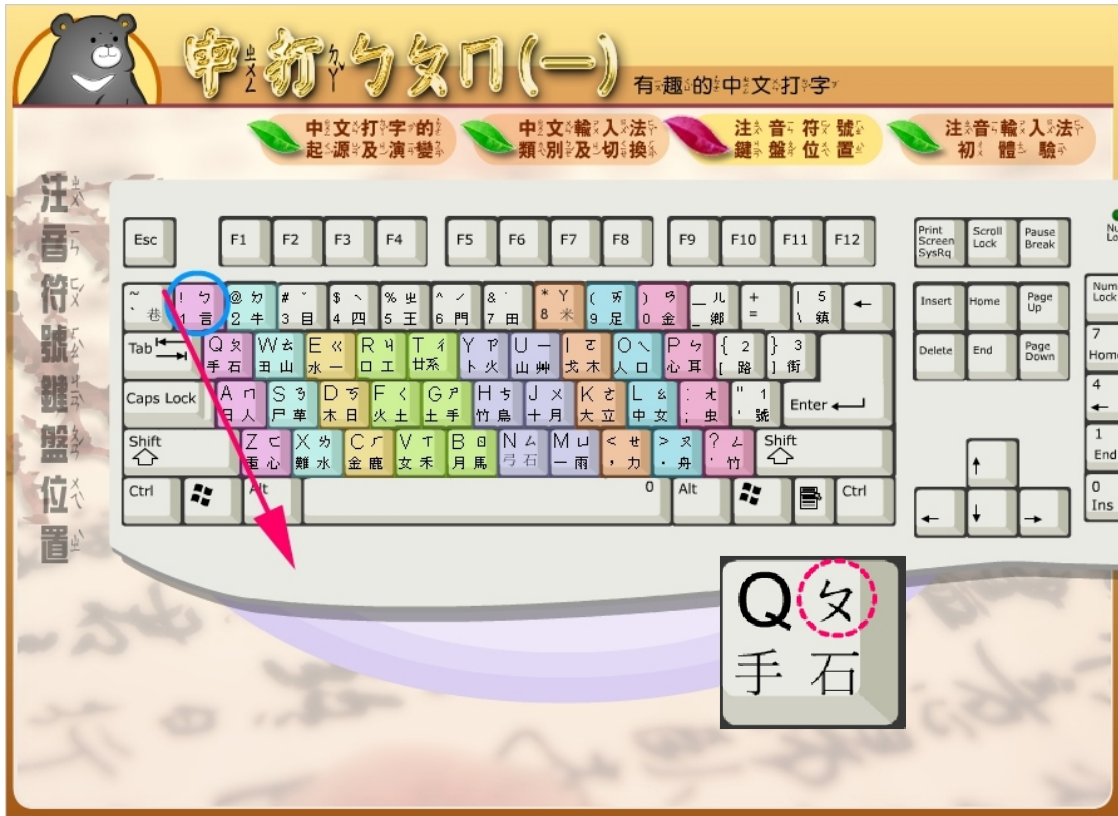 中打ㄅㄆㄇ(一)
有趣的中文打字
中文打字的
起源及演變
中文輸入法
類別及切換
注音符號
鍵盤位置
注音輸入法
初體驗
注音符號鍵盤位置
Esc F1 F2 F3 F4 F5 F6 F7 F8 F9 F10 F11 F12
Print Screen SysRq
Scroll Lock
Pause Break
~ ! ㄅ @ ㄉ # ˇ $ ˋ % ㄓ ^ ˊ & ˙ * ㄚ ( ㄞ ) ㄢ _ ㄦ + | 5 ←
` 巷 1 言 2 牛 3 目 4 四 5 王 6 門 7 田 8 米 9 足 0 金 _ 鄉 = \ 鎮
Insert Home Page Up
Num Lock
Tab Q ㄆ W ㄊ E ㄍ R ㄐ T ㄔ Y ㄗ U ㄧ I ㄛ O ㄟ P ㄣ { 2 } 3
手石 田山 水一 口工 廿系 卜火 山艸 戈木 人口 心耳 [ 路 ] 街
Delete End Page Down
7 Home
Caps Lock A ㄇ S ㄋ D ㄎ F ㄑ G ㄕ H ㄘ J ㄨ K ㄜ L ㄠ : ㄤ " 1 Enter ←
日人 尸草 木日 火土 土手 竹鳥 十月 大立 中女 ; 虫 ' 號
4 ←
Shift Z ㄈ X ㄌ C ㄏ V ㄒ B ㄖ N ㄙ M ㄩ < ㄝ > ㄡ ? ㄥ Shift
重心 難水 金鹿 女禾 月馬 弓石 一雨 , 力 . 舟 ' 竹
↑
1 End
Ctrl Alt 0 Alt Ctrl
← ↓ →
0 Ins
Q ㄆ
手 石